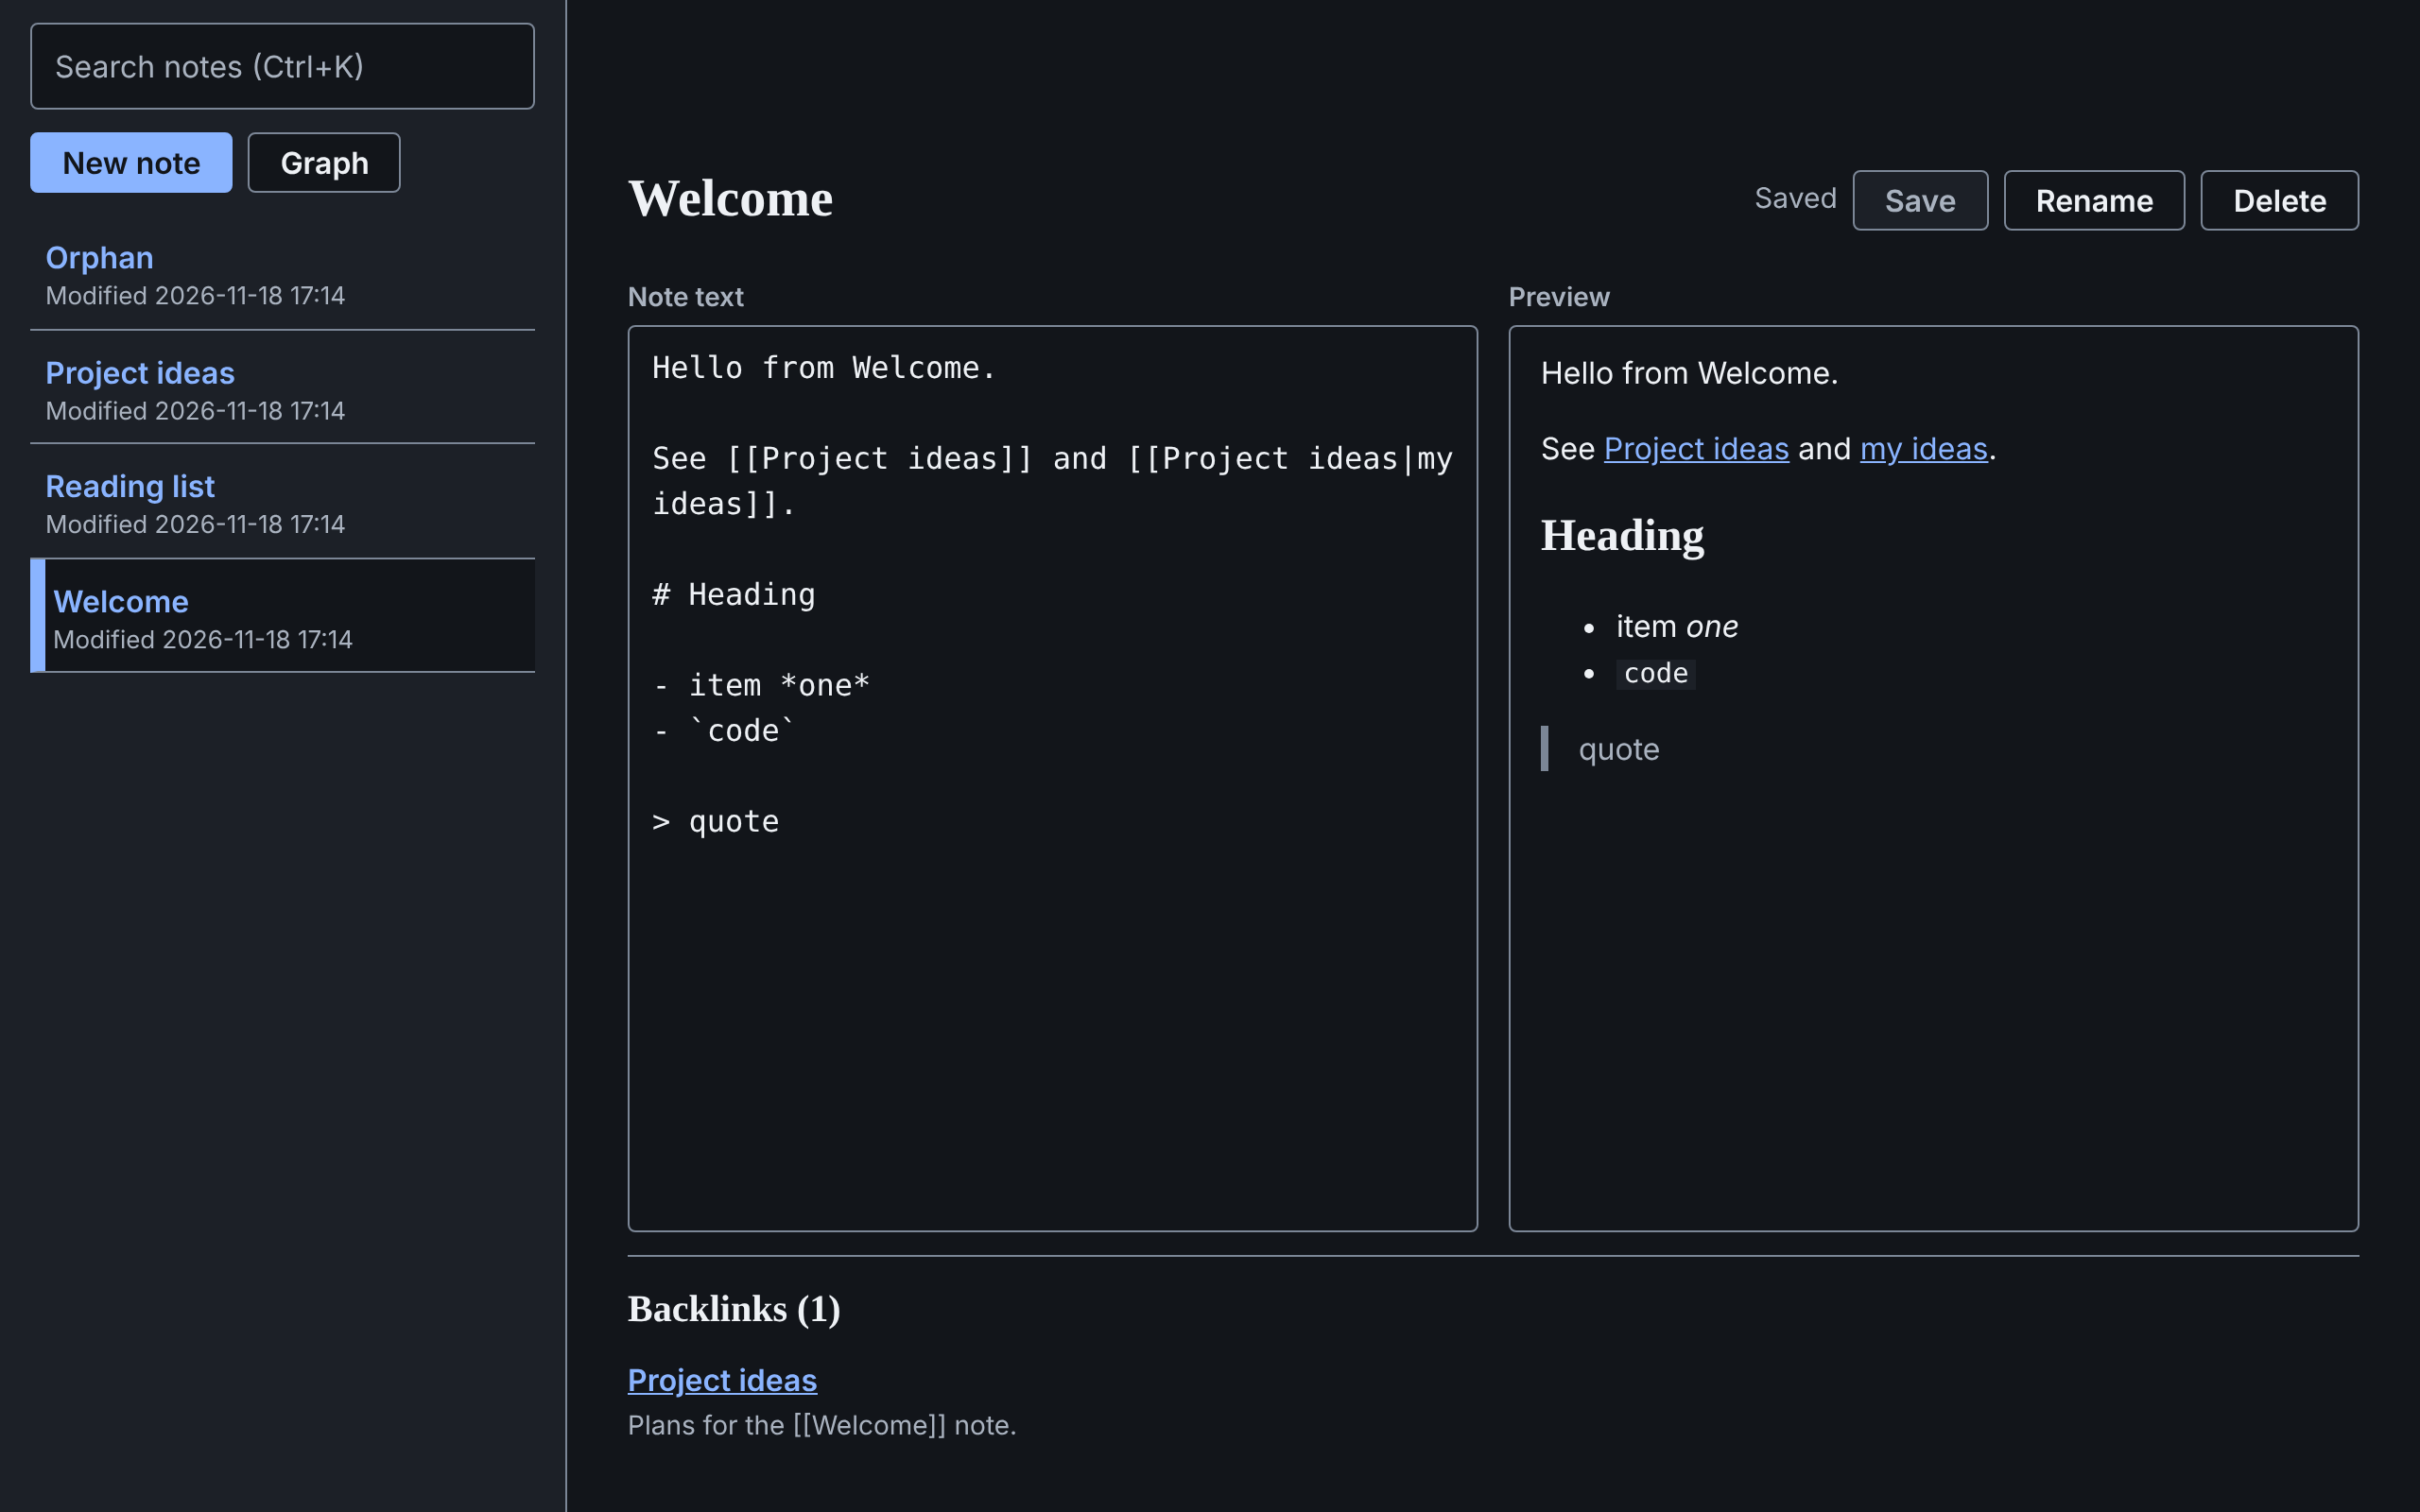 Search notes (Ctrl+K)
New note
Graph
Orphan
Modified 2026-11-18 17:14
Project ideas
Modified 2026-11-18 17:14
Reading list
Modified 2026-11-18 17:14
Welcome
Modified 2026-11-18 17:14
Welcome
Saved
Save
Rename
Delete
Note text
Hello from Welcome.
See [[Project ideas]] and [[Project ideas|my
ideas]].
# Heading
- item *one*
- `code`
> quote
Preview
Hello from Welcome.
See Project ideas and my ideas.
Heading
• item one
• code
quote
Backlinks (1)
Project ideas
Plans for the [[Welcome]] note.